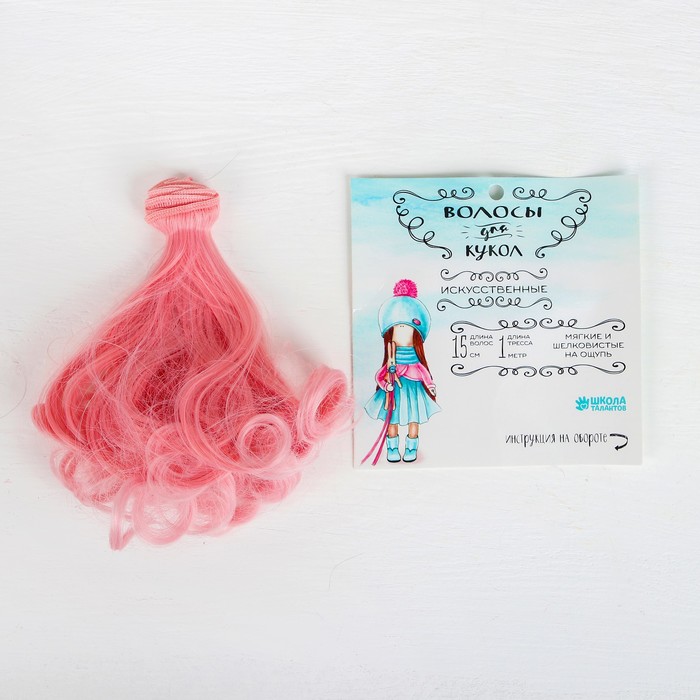 ВОЛОСЫ
для
КУКОЛ
ИСКУССТВЕННЫЕ
15 ДЛИНА ВОЛОС СМ
1 ДЛИНА ТРЕССА МЕТР
МЯГКИЕ И
ШЕЛКОВИСТЫЕ
НА ОЩУПЬ
ШКОЛА
ТАЛАНТОВ
ИНСТРУКЦИЯ НА ОБОРОТЕ